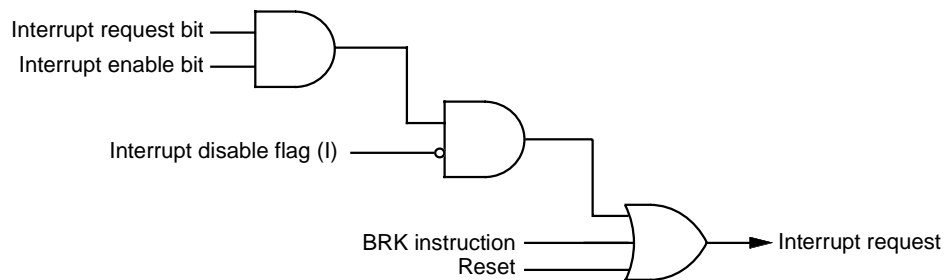 Interrupt request bit
Interrupt enable bit
Interrupt disable flag (I)
BRK instruction
Interrupt request
Reset